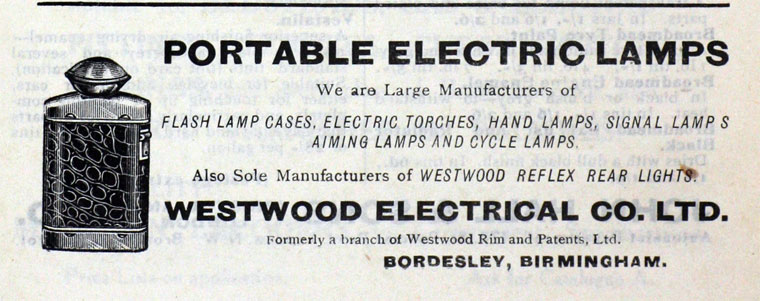 PORTABLE ELECTRIC LAMPS
We are Large Manufacturers of
FLASH LAMP CASES, ELECTRIC TORCHES, HAND LAMPS, SIGNAL LAMPS
AIMING LAMPS AND CYCLE LAMPS.
Also Sole Manufacturers of WESTWOOD REFLEX REAR LIGHTS.
WESTWOOD ELECTRICAL CO. LTD.
Formerly a branch of Westwood Rim and Patents, Ltd.
BORDESLEY, BIRMINGHAM.